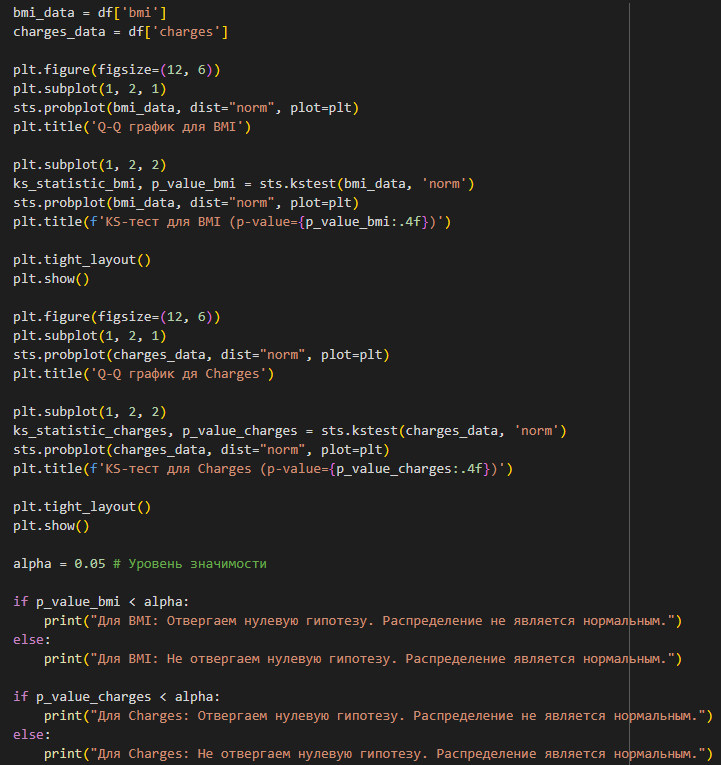 bmi_data = df['bmi']
charges_data = df['charges']
plt.figure(figsize=(12, 6))
plt.subplot(1, 2, 1)
sts.probplot(bmi_data, dist="norm", plot=plt)
plt.title('Q-Q график для BMI')
plt.subplot(1, 2, 2)
ks_statistic_bmi, p_value_bmi = sts.kstest(bmi_data, 'norm')
sts.probplot(bmi_data, dist="norm", plot=plt)
plt.title(f'KS-тест для BMI (p-value={p_value_bmi:.4f})')
plt.tight_layout()
plt.show()
plt.figure(figsize=(12, 6))
plt.subplot(1, 2, 1)
sts.probplot(charges_data, dist="norm", plot=plt)
plt.title('Q-Q график дя Charges')
plt.subplot(1, 2, 2)
ks_statistic_charges, p_value_charges = sts.kstest(charges_data, 'norm')
sts.probplot(charges_data, dist="norm", plot=plt)
plt.title(f'KS-тест для Charges (p-value={p_value_charges:.4f})')
plt.tight_layout()
plt.show()
alpha = 0.05 # Уровень значимости
if p_value_bmi < alpha:
    print("Для BMI: Отвергаем нулевую гипотезу. Распределение не является нормальным.")
else:
    print("Для BMI: Не отвергаем нулевую гипотезу. Распределение является нормальным.")
if p_value_charges < alpha:
    print("Для Charges: Отвергаем нулевую гипотезу. Распределение не является нормальным.")
else:
    print("Для Charges: Не отвергаем нулевую гипотезу. Распределение является нормальным.")